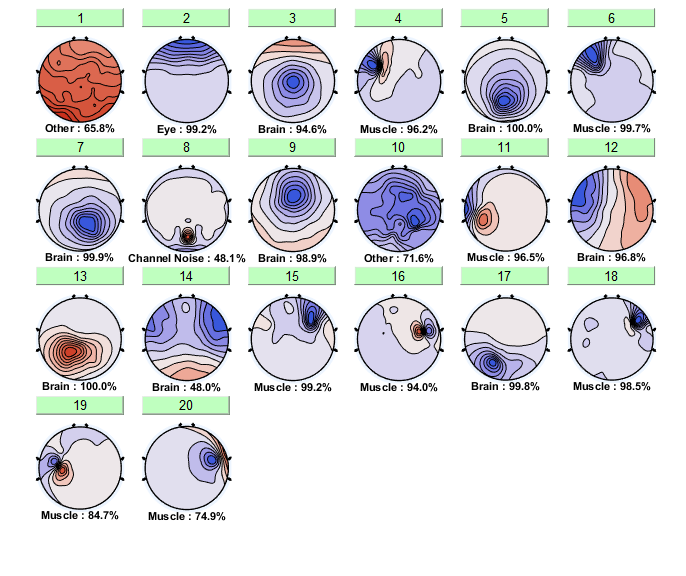 1 2 3 4 5 6
Other : 65.8% Eye : 99.2% Brain : 94.6% Muscle : 96.2% Brain : 100.0% Muscle : 99.7%
7 8 9 10 11 12
Brain : 99.9% Channel Noise : 48.1% Brain : 98.9% Other : 71.6% Muscle : 96.5% Brain : 96.8%
13 14 15 16 17 18
Brain : 100.0% Brain : 48.0% Muscle : 99.2% Muscle : 94.0% Brain : 99.8% Muscle : 98.5%
19 20
Muscle : 84.7% Muscle : 74.9%